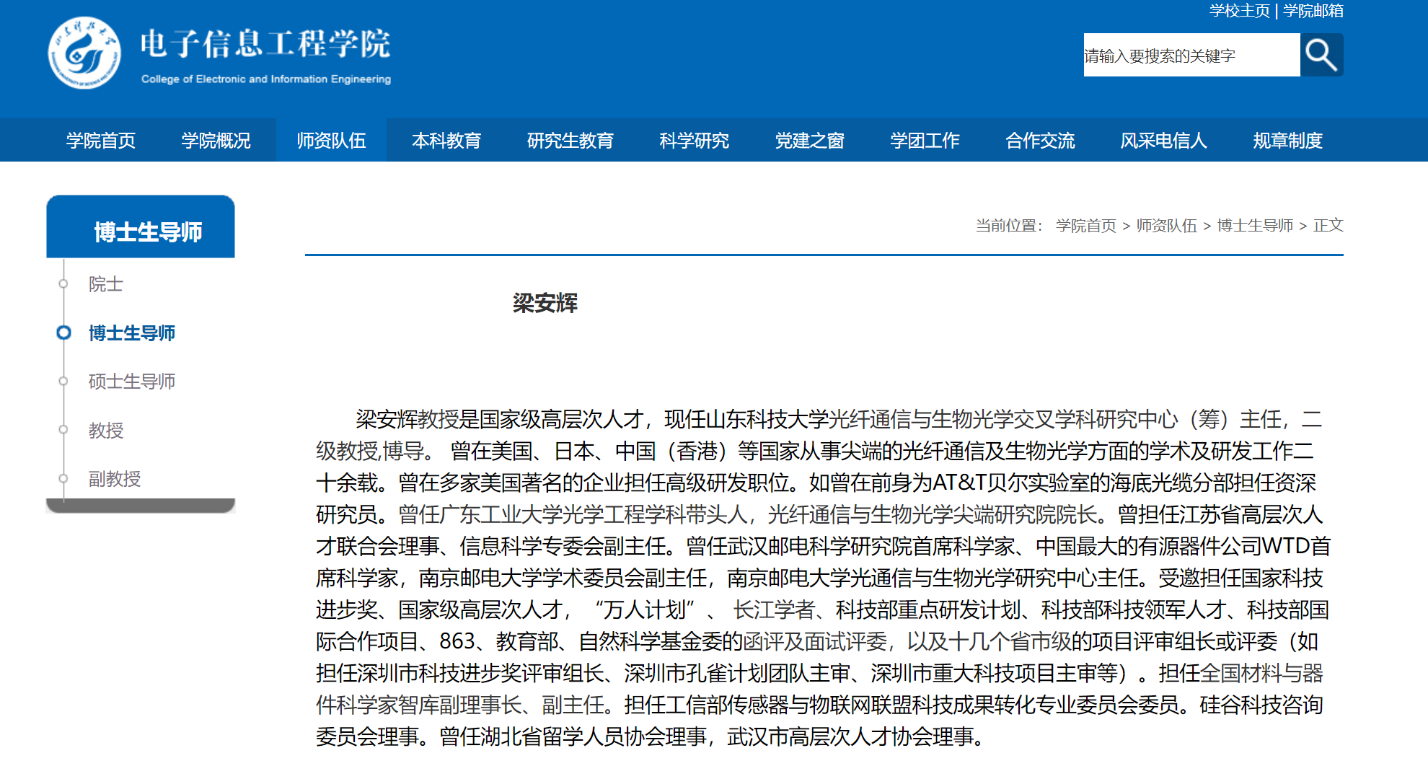 学校主页 | 学院邮箱
电子信息工程学院
College of Electronic and Information Engineering
请输入要搜索的关键字
学院首页 学院概况 师资队伍 本科教育 研究生教育 科学研究 党建之窗 学团工作 合作交流 风采电信人 规章制度
博士生导师
院士
博士生导师
硕士生导师
教授
副教授
当前位置： 学院首页 > 师资队伍 > 博士生导师 > 正文
梁安辉
梁安辉教授是国家级高层次人才，现任山东科技大学光纤通信与生物光学交叉学科研究中心（筹）主任，二
级教授,博导。 曾在美国、日本、中国（香港）等国家从事尖端的光纤通信及生物光学方面的学术及研发工作二
十余载。曾在多家美国著名的企业担任高级研发职位。如曾在前身为AT&T贝尔实验室的海底光缆分部担任资深
研究员。曾任广东工业大学光学工程学科带头人，光纤通信与生物光学尖端研究院院长。曾担任江苏省高层次人
才联合会理事、信息科学专委会副主任。曾任武汉邮电科学研究院首席科学家、中国最大的有源器件公司WTD首
席科学家，南京邮电大学学术委员会副主任，南京邮电大学光通信与生物光学研究中心主任。受邀担任国家科技
进步奖、国家级高层次人才，“万人计划”、 长江学者、科技部重点研发计划、科技部科技领军人才、科技部国
际合作项目、863、教育部、自然科学基金委的函评及面试评委，以及十几个省市级的项目评审组长或评委（如
担任深圳市科技进步奖评审组长、深圳市孔雀计划团队主审、深圳市重大科技项目主审等）。担任全国材料与器
件科学家智库副理事长、副主任。担任工信部传感器与物联网联盟科技成果转化专业委员会委员。硅谷科技咨询
委员会理事。曾任湖北省留学人员协会理事，武汉市高层次人才协会理事。